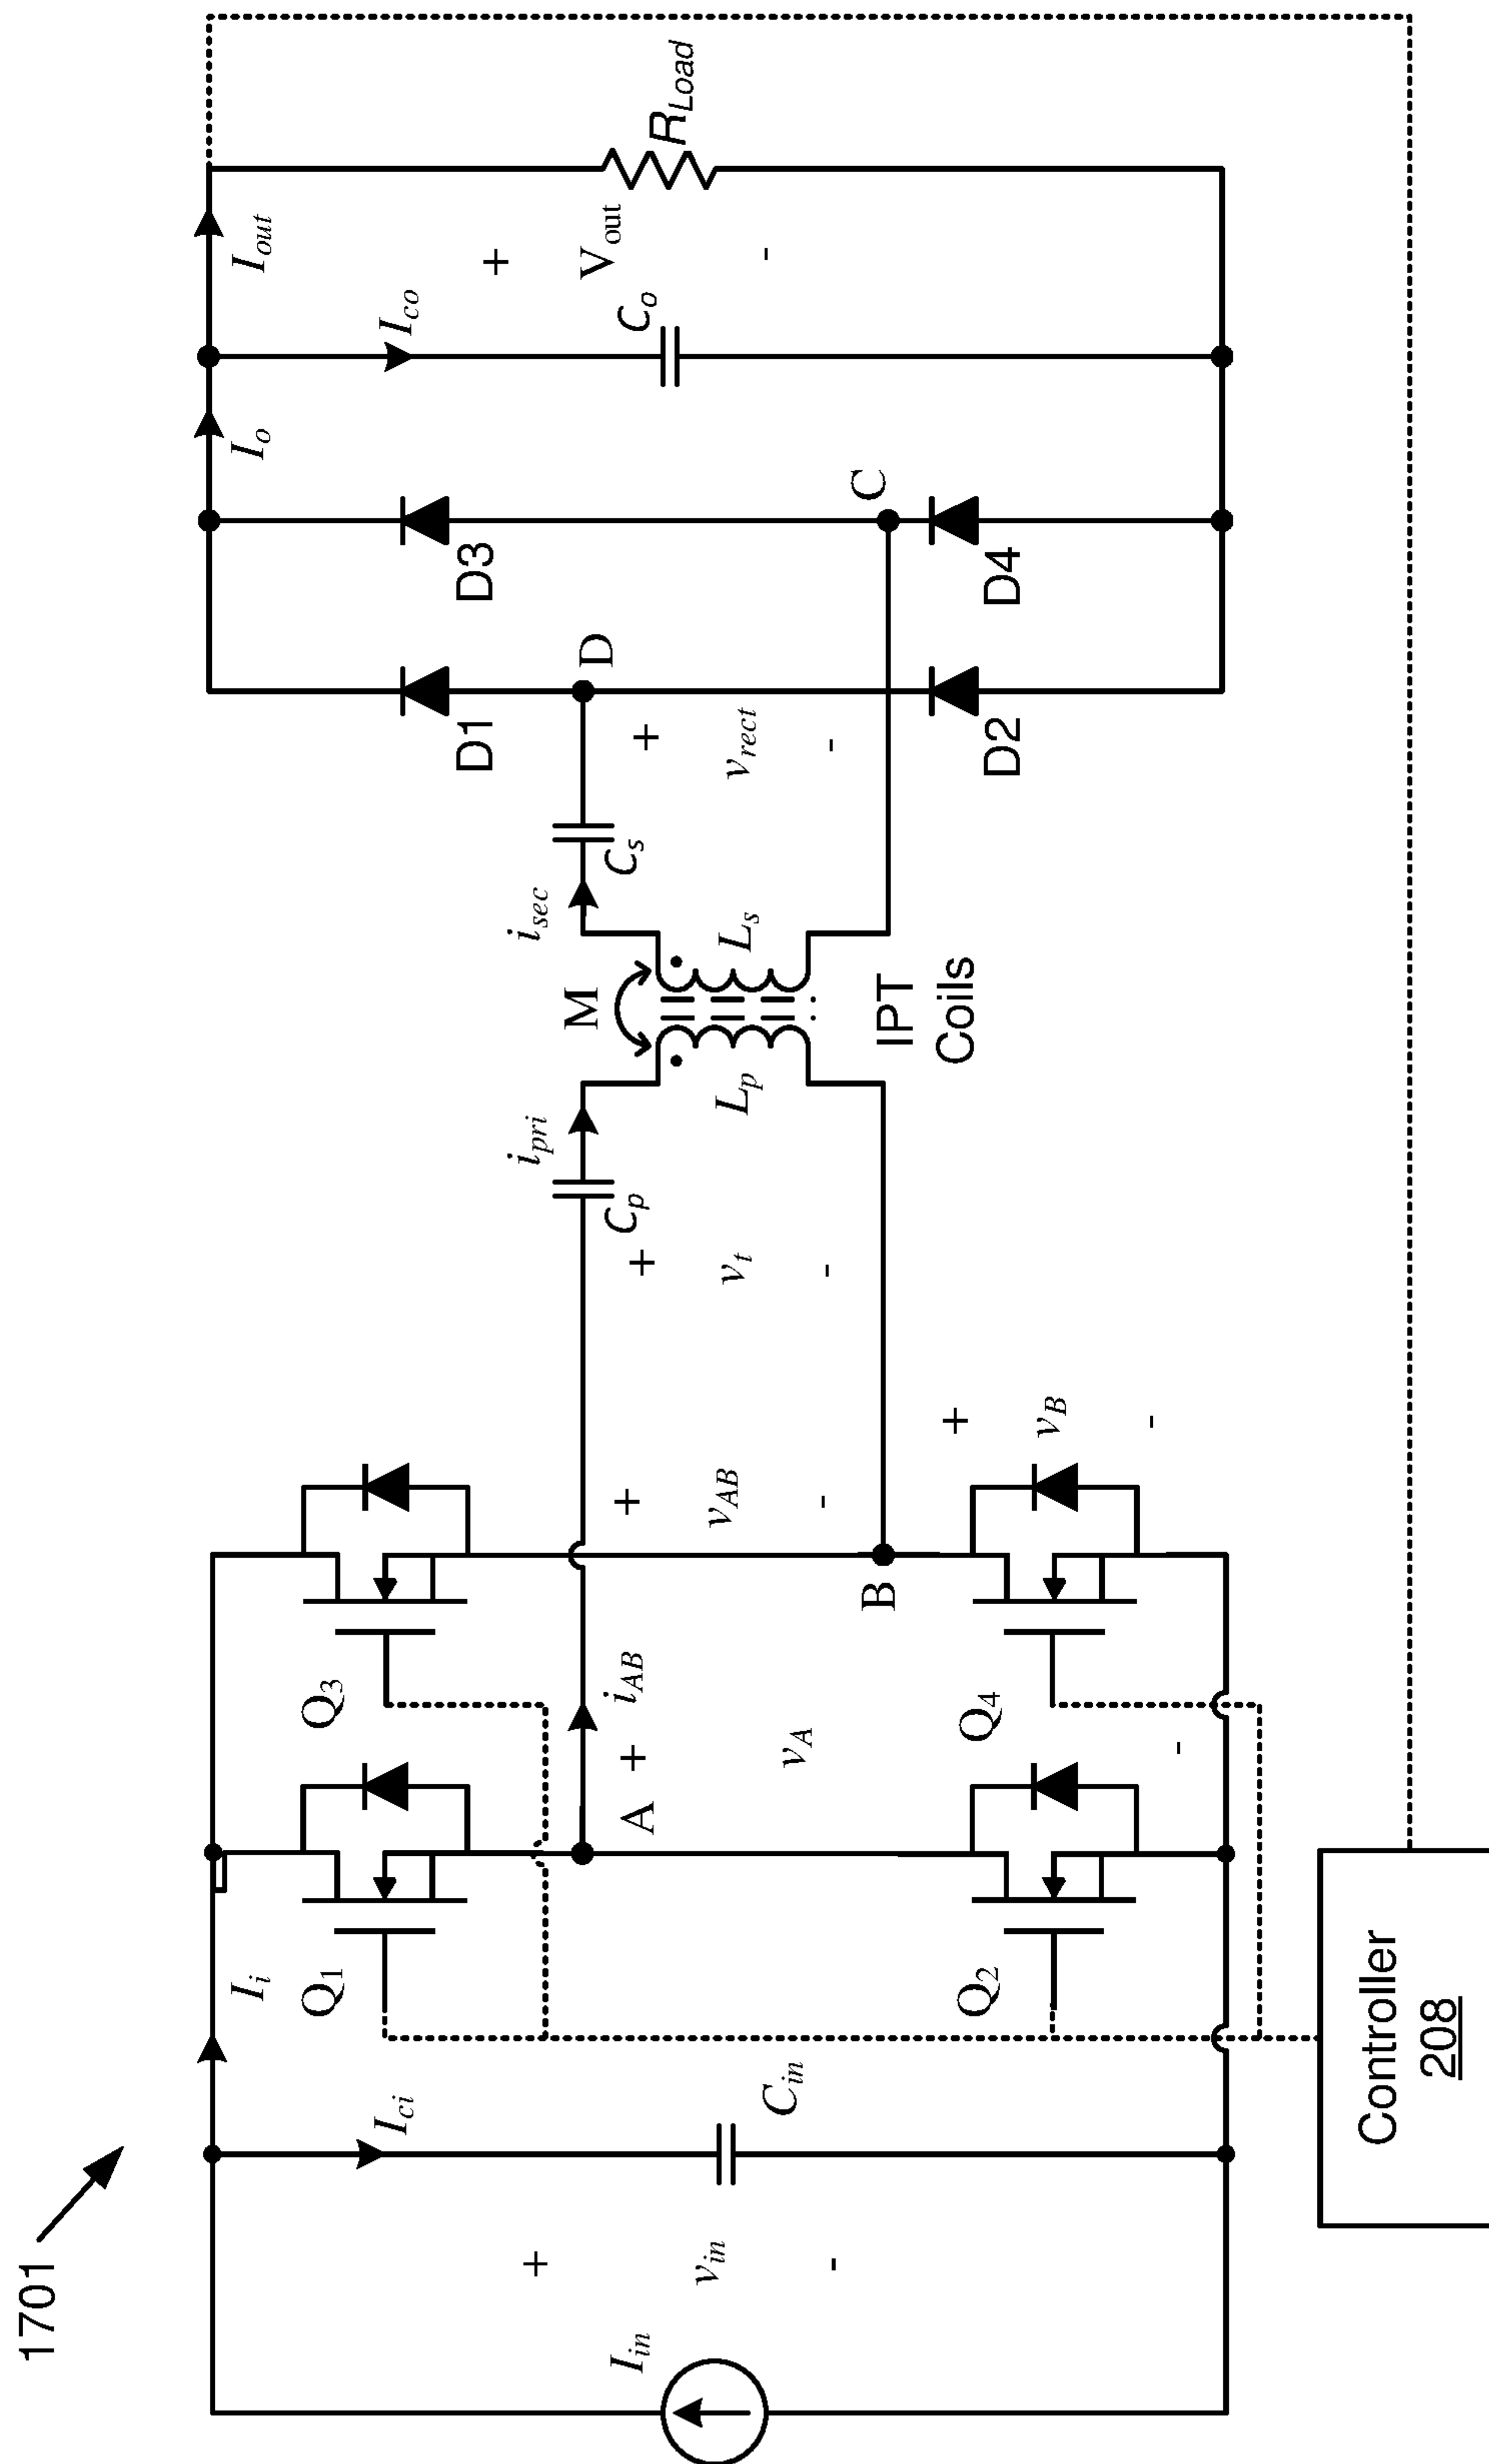 1701
I_in
+
v_in
-
I_ci
C_in
I_i
Q_1
Q_2
Q_3
Q_4
A
+
v_A
-
i_AB
B
+
v_AB
-
+
v_B
-
+
v_t
-
C_p
i_pri
L_p
M
L_s
IPT
Coils
i_sec
C_s
+
v_rect
-
D
D1
D2
D3
D4
C
I_o
I_co
C_o
I_out
+
V_out
-
R_Load
Controller
208